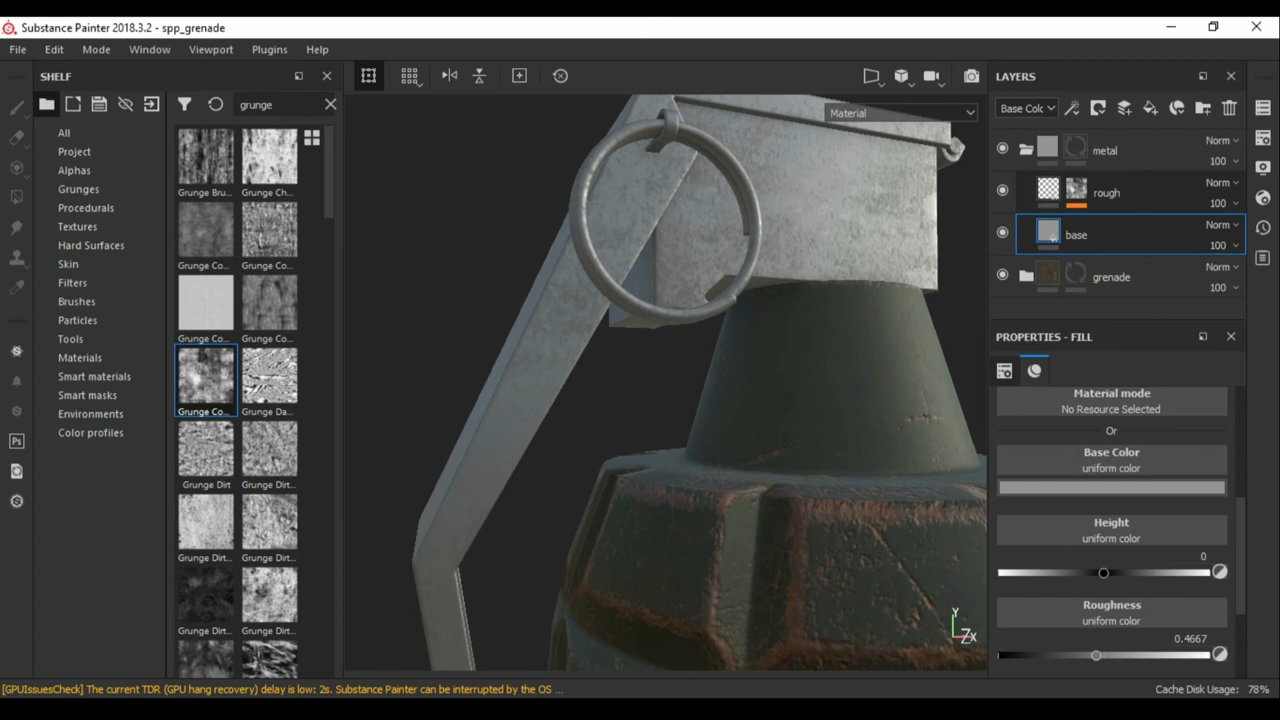 Substance Painter 2018.3.2 - spp_grenade
File Edit Mode Window Viewport Plugins Help
SHELF
grunge
All
Project
Alphas
Grunges
Procedurals
Textures
Hard Surfaces
Skin
Filters
Brushes
Particles
Tools
Materials
Smart materials
Smart masks
Environments
Color profiles
Grunge Bru... Grunge Ch...
Grunge Co... Grunge Co...
Grunge Co... Grunge Co...
Grunge Co... Grunge Da...
Grunge Dirt Grunge Dirt...
Grunge Dirt... Grunge Dirt...
Grunge Dirt... Grunge Dirt...
Material
Y
Z X
LAYERS
Base Colo
metal Norm 100
rough Norm 100
base Norm 100
grenade Norm 100
PROPERTIES - FILL
Material mode
No Resource Selected
Or
Base Color
uniform color
Height
uniform color
0
Roughness
uniform color
0.4667
Ps
[GPUIssuesCheck] The current TDR (GPU hang recovery) delay is low: 2s. Substance Painter can be interrupted by the OS ...
Cache Disk Usage: 78%